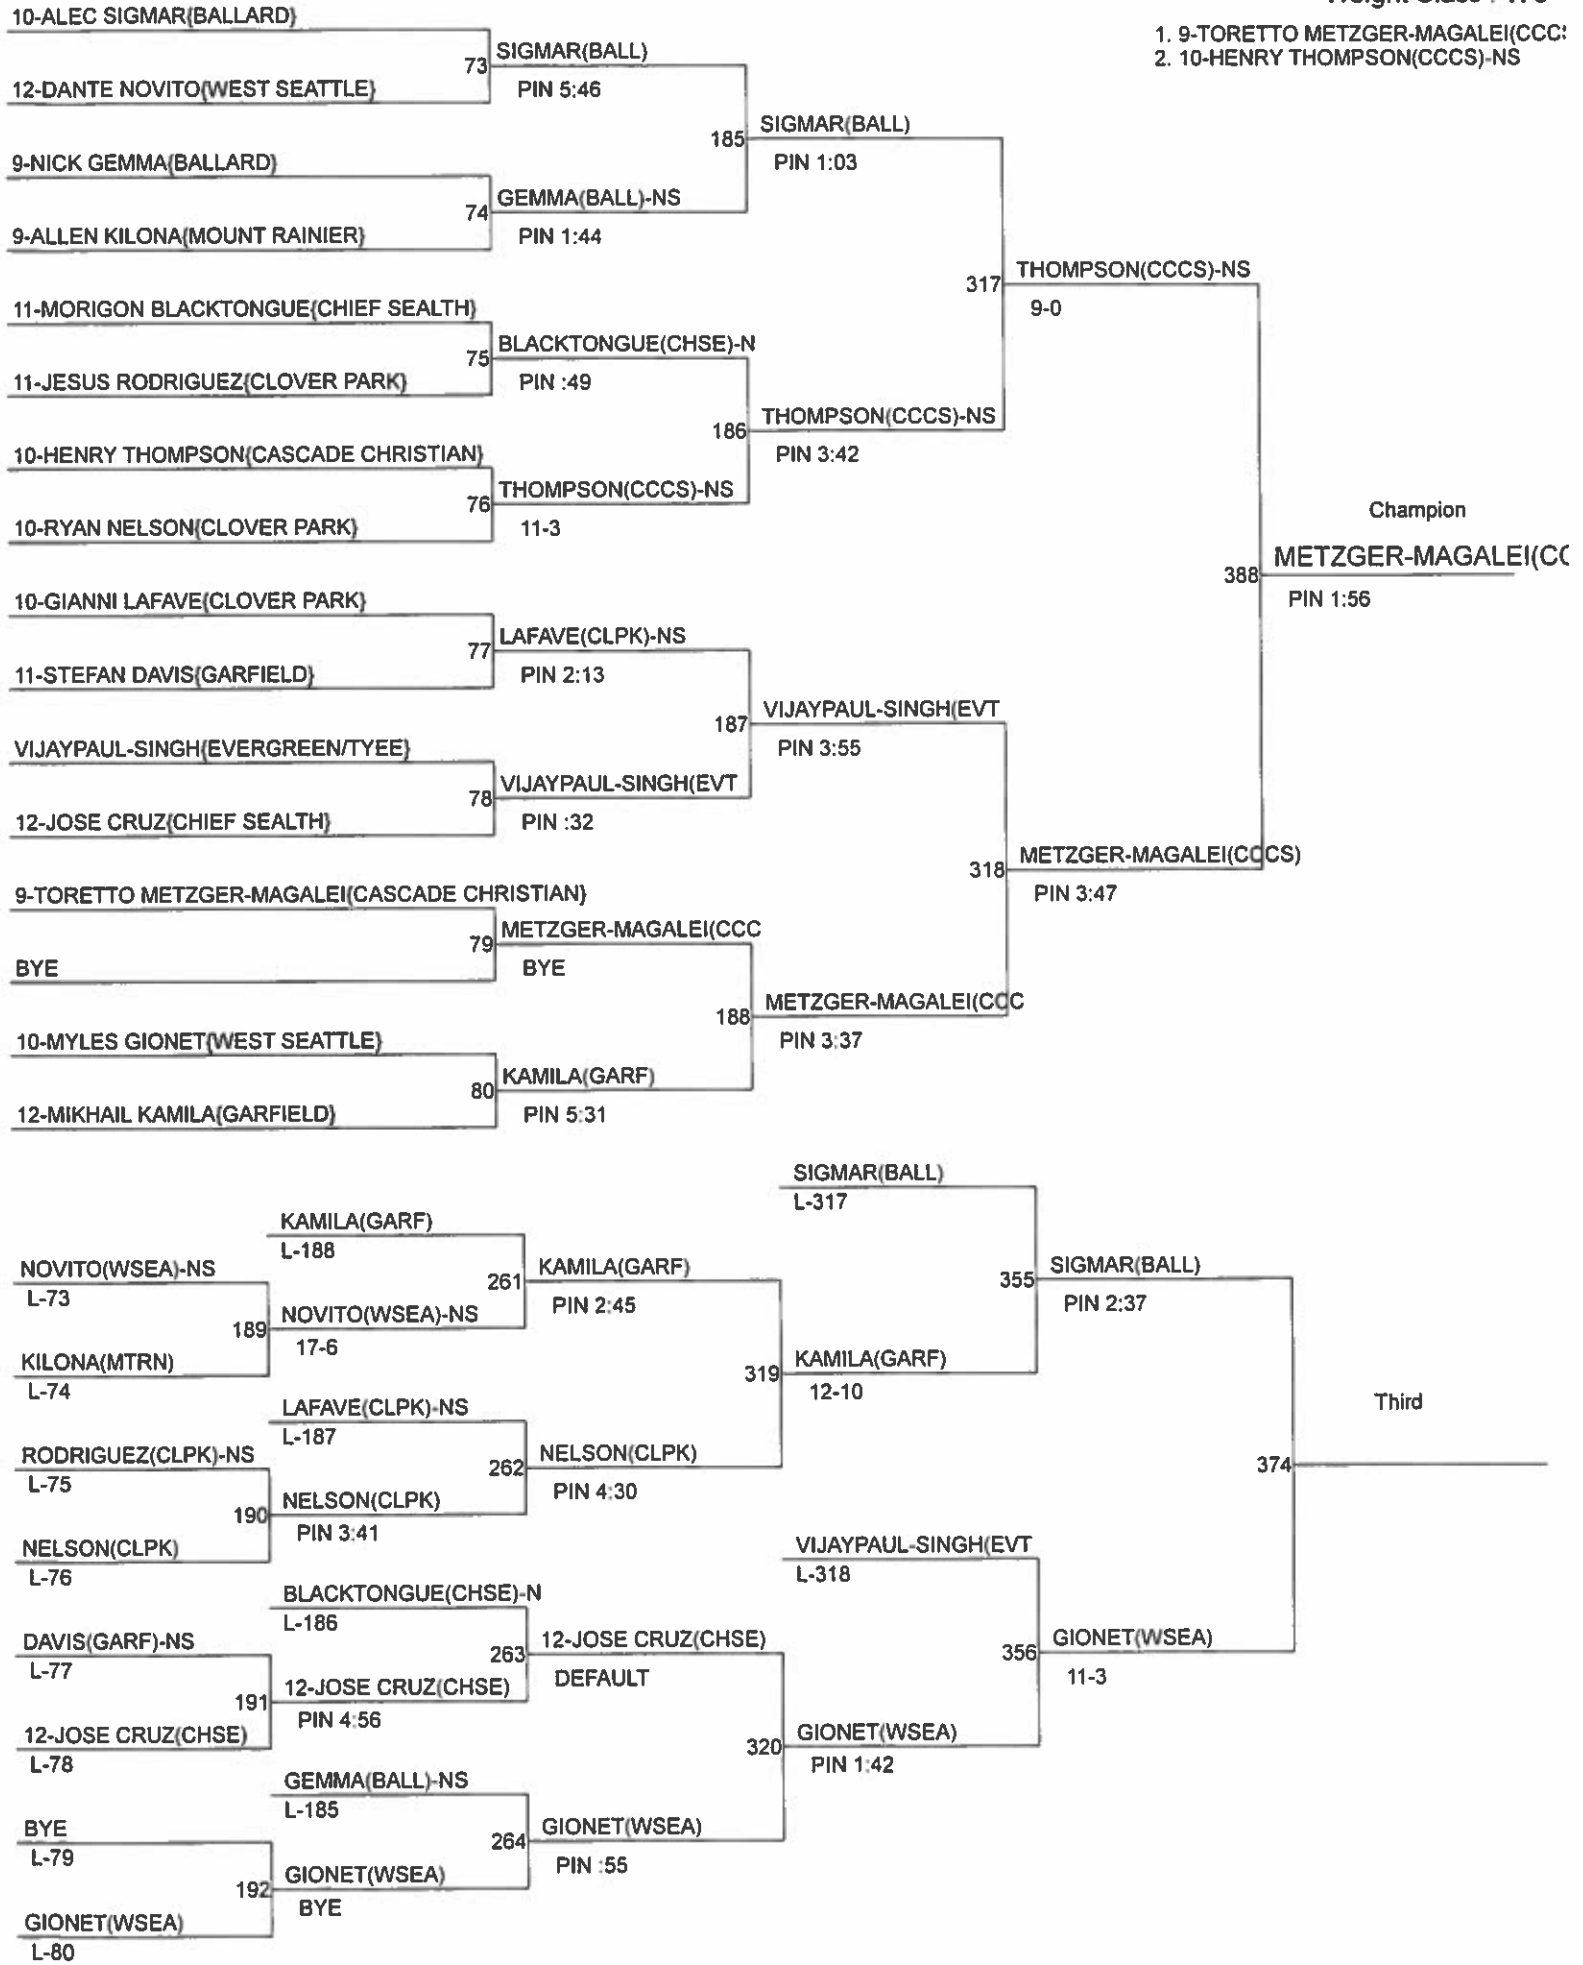 1. 9-TORETTO METZGER-MAGALEI(CCC
2. 10-HENRY THOMPSON(CCCS)-NS
10-ALEC SIGMAR{BALLARD}
73 SIGMAR(BALL)
12-DANTE NOVITO{WEST SEATTLE}
PIN 5:46
185 SIGMAR(BALL)
PIN 1:03
9-NICK GEMMA{BALLARD}
74 GEMMA(BALL)-NS
9-ALLEN KILONA{MOUNT RAINIER}
PIN 1:44
317 THOMPSON(CCCS)-NS
9-0
11-MORIGON BLACKTONGUE{CHIEF SEALTH}
75 BLACKTONGUE(CHSE)-N
11-JESUS RODRIGUEZ{CLOVER PARK}
PIN :49
186 THOMPSON(CCCS)-NS
PIN 3:42
10-HENRY THOMPSON{CASCADE CHRISTIAN}
76 THOMPSON(CCCS)-NS
10-RYAN NELSON{CLOVER PARK}
11-3
Champion
388 METZGER-MAGALEI(CC
PIN 1:56
10-GIANNI LAFAVE{CLOVER PARK}
77 LAFAVE(CLPK)-NS
11-STEFAN DAVIS{GARFIELD}
PIN 2:13
187 VIJAYPAUL-SINGH(EVT
PIN 3:55
VIJAYPAUL-SINGH{EVERGREEN/TYEE}
78 VIJAYPAUL-SINGH(EVT
12-JOSE CRUZ{CHIEF SEALTH}
PIN :32
318 METZGER-MAGALEI(CCCS)
PIN 3:47
9-TORETTO METZGER-MAGALEI{CASCADE CHRISTIAN}
79 METZGER-MAGALEI(CCC
BYE
BYE
188 METZGER-MAGALEI(CCC
PIN 3:37
10-MYLES GIONET{WEST SEATTLE}
80 KAMILA(GARF)
12-MIKHAIL KAMILA{GARFIELD}
PIN 5:31
SIGMAR(BALL)
L-317
KAMILA(GARF)
L-188
NOVITO(WSEA)-NS
L-73
261 KAMILA(GARF)
PIN 2:45
355 SIGMAR(BALL)
PIN 2:37
189 NOVITO(WSEA)-NS
17-6
KILONA(MTRN)
L-74
319 KAMILA(GARF)
12-10
LAFAVE(CLPK)-NS
L-187
Third
374
RODRIGUEZ(CLPK)-NS
L-75
262 NELSON(CLPK)
PIN 4:30
190 NELSON(CLPK)
PIN 3:41
NELSON(CLPK)
L-76
VIJAYPAUL-SINGH(EVT
L-318
BLACKTONGUE(CHSE)-N
L-186
DAVIS(GARF)-NS
L-77
263 12-JOSE CRUZ(CHSE)
DEFAULT
356 GIONET(WSEA)
11-3
191 12-JOSE CRUZ(CHSE)
PIN 4:56
12-JOSE CRUZ(CHSE)
L-78
320 GIONET(WSEA)
PIN 1:42
GEMMA(BALL)-NS
L-185
BYE
L-79
264 GIONET(WSEA)
PIN :55
192 GIONET(WSEA)
BYE
GIONET(WSEA)
L-80